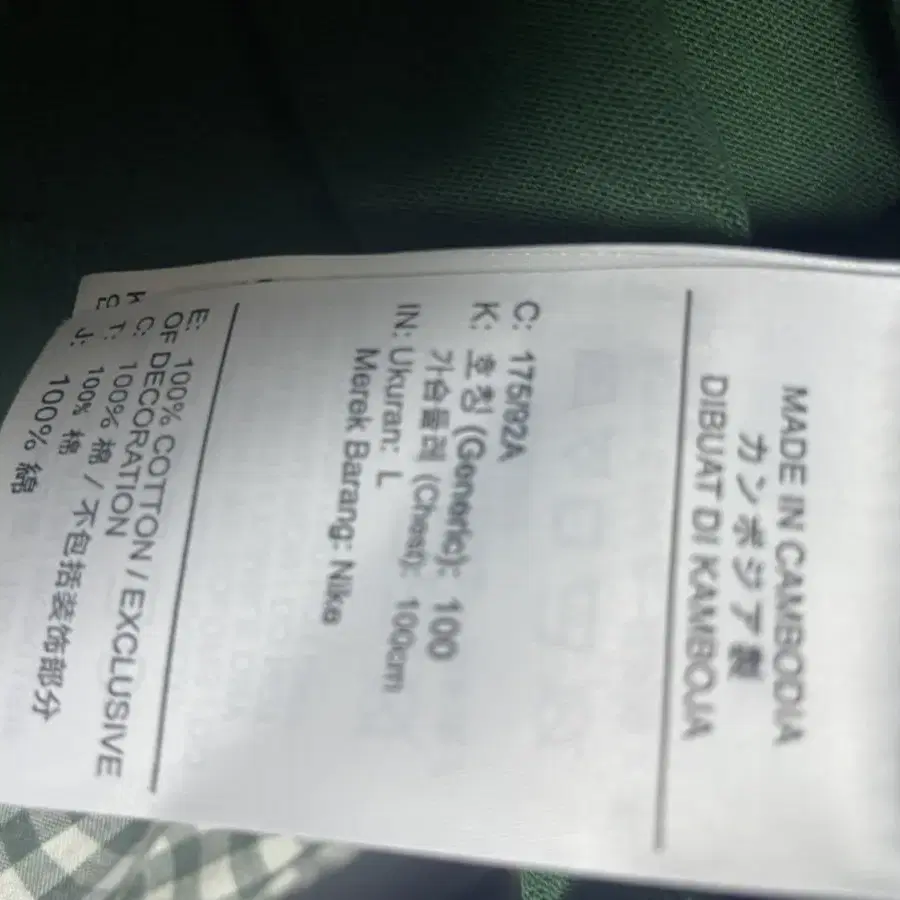 MADE IN CAMBODIA
カンボジア製
DIBUAT DI KAMBOJA
C: 175/92A
K: 호칭 (Generic): 100
가슴둘레 (Chest): 100cm
IN: Ukuran: L
Merek Barang: Nike
E: 100% COTTON / EXCLUSIVE
OF DECORATION
C: 100% 棉 / 不包括装饰部分
T: 100% 棉
J: 100% 綿